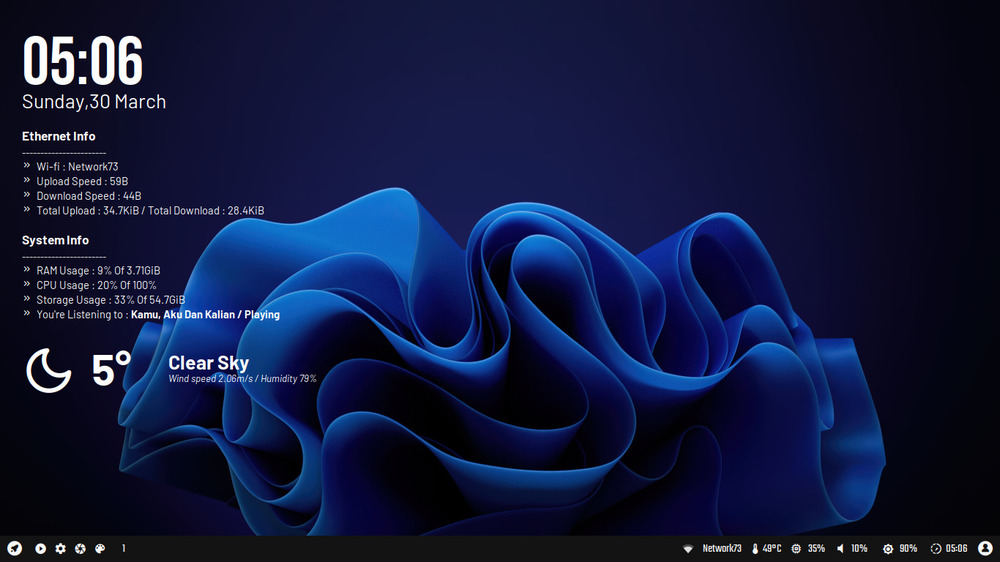 05:06
Sunday,30 March
Ethernet Info
-----------------------
» Wi-fi : Network73
» Upload Speed : 59B
» Download Speed : 44B
» Total Upload : 34.7KiB / Total Download : 28.4KiB
System Info
-----------------------
» RAM Usage : 9% Of 3.71GiB
» CPU Usage : 20% Of 100%
» Storage Usage : 33% Of 54.7GiB
» You're Listening to : Kamu, Aku Dan Kalian / Playing
5°
Clear Sky
Wind speed 2.06m/s / Humidity 79%
1 Network73 49°C 35% 10% 90% 05:06